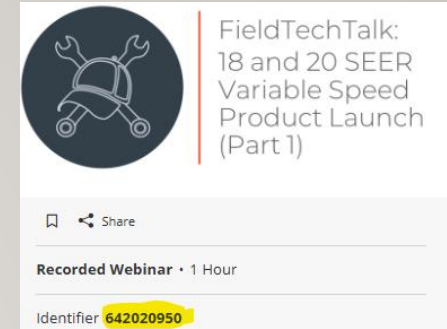 FieldTechTalk:
18 and 20 SEER
Variable Speed
Product Launch
(Part 1)
Share
Recorded Webinar • 1 Hour
Identifier 642020950